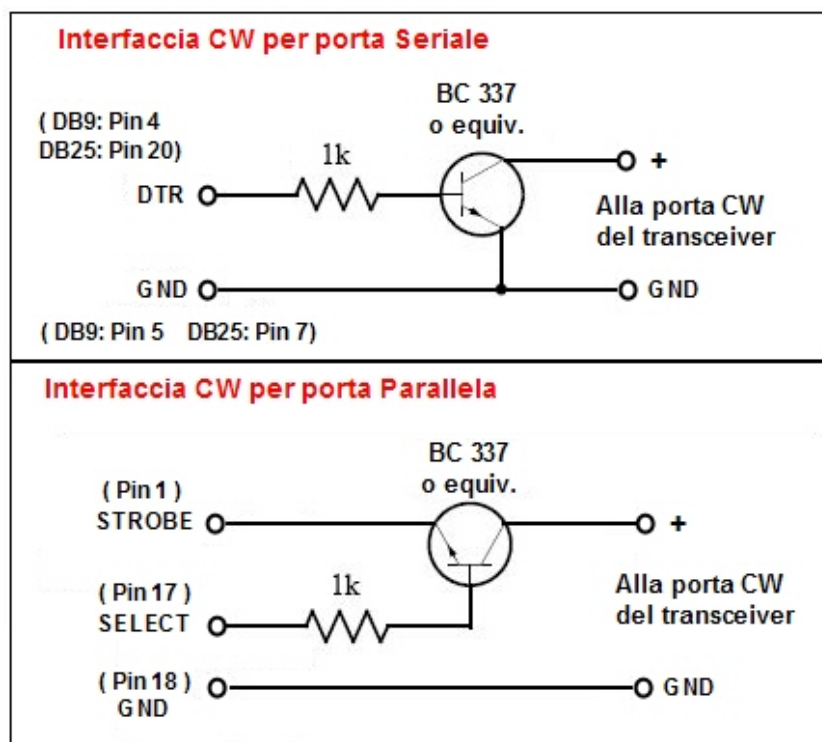 Interfaccia CW per porta Seriale
BC 337
o equiv.
( DB9: Pin 4
DB25: Pin 20)
1k
+
DTR
Alla porta CW
del transceiver
GND
GND
( DB9: Pin 5 DB25: Pin 7)
Interfaccia CW per porta Parallela
BC 337
o equiv.
( Pin 1 )
STROBE
+
( Pin 17 )
SELECT
1k
Alla porta CW
del transceiver
( Pin 18 )
GND
GND